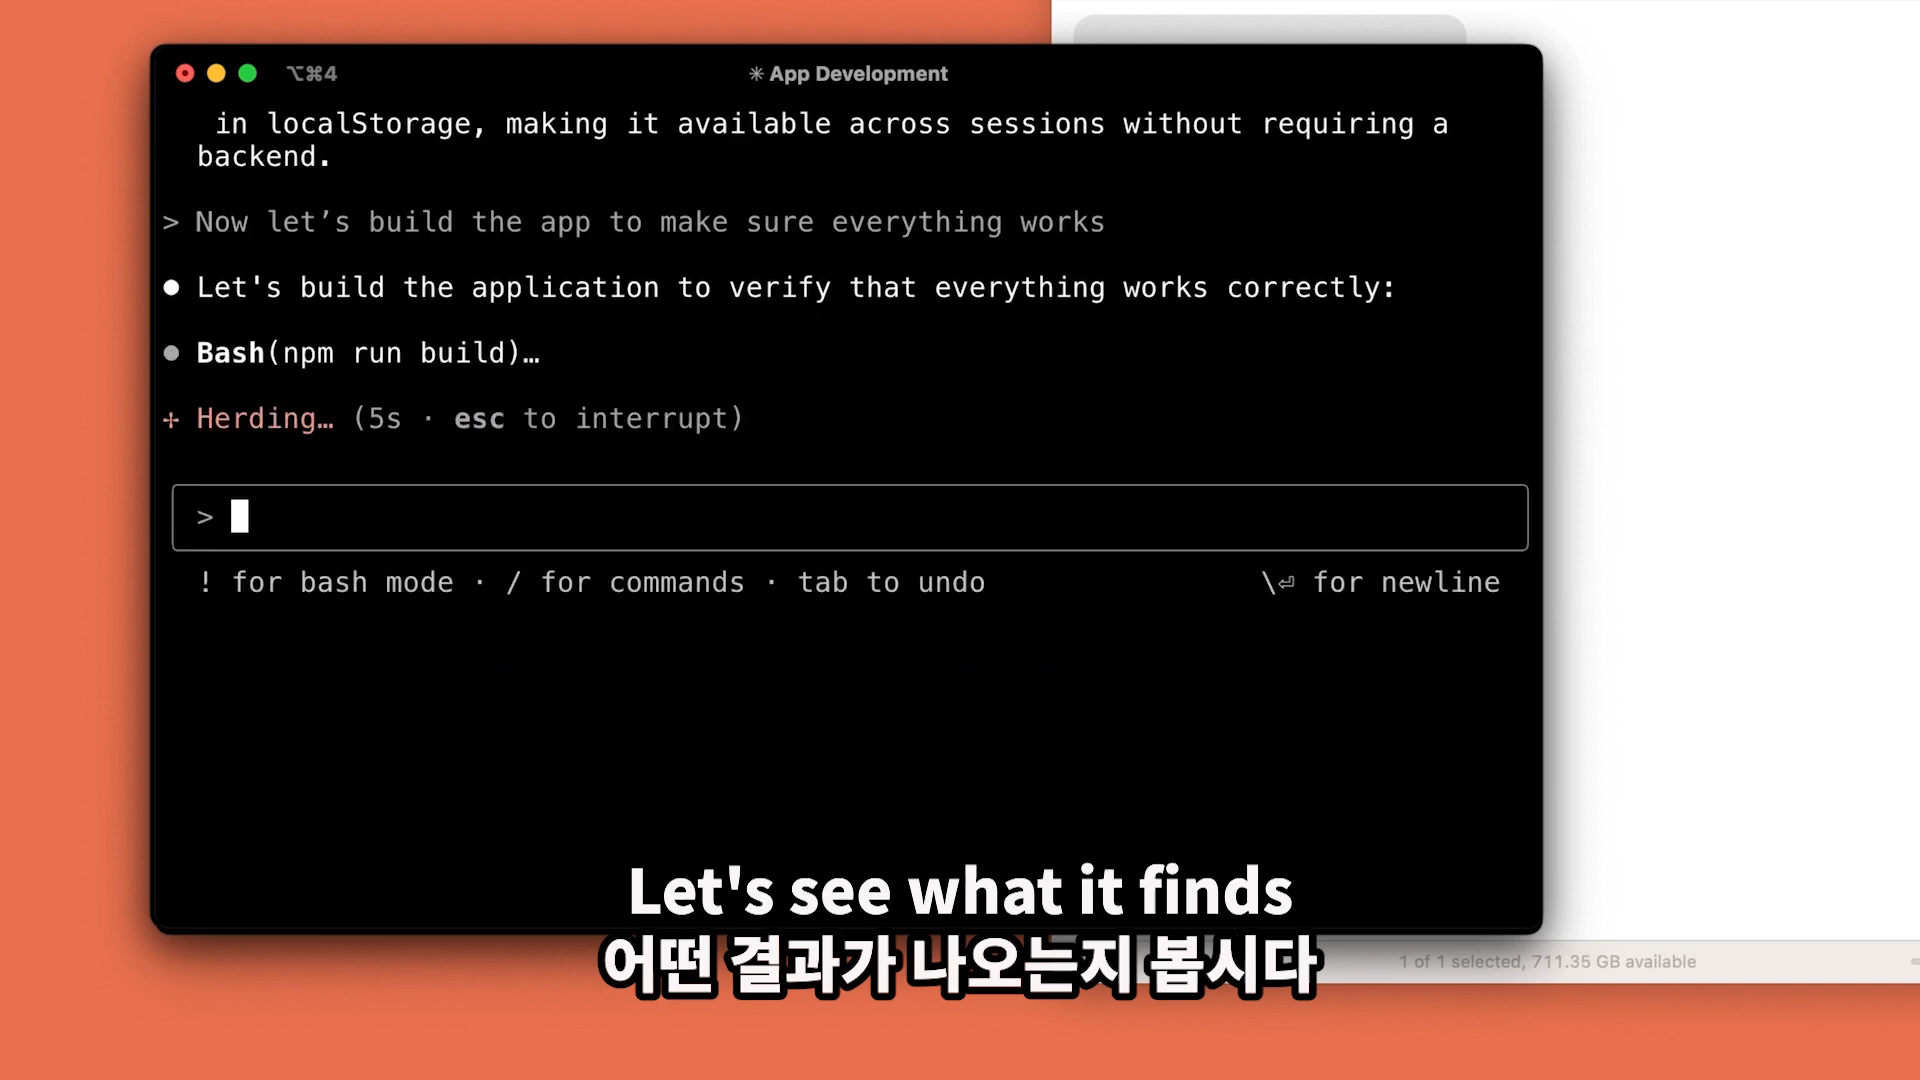 ⌥⌘4
✳ App Development
in localStorage, making it available across sessions without requiring a
backend.
> Now let’s build the app to make sure everything works
● Let's build the application to verify that everything works correctly:
● Bash(npm run build)…
✢ Herding… (5s · esc to interrupt)
>
! for bash mode · / for commands · tab to undo
\⏎ for newline
Let's see what it finds
어떤 결과가 나오는지 봅시다
1 of 1 selected, 711.35 GB available